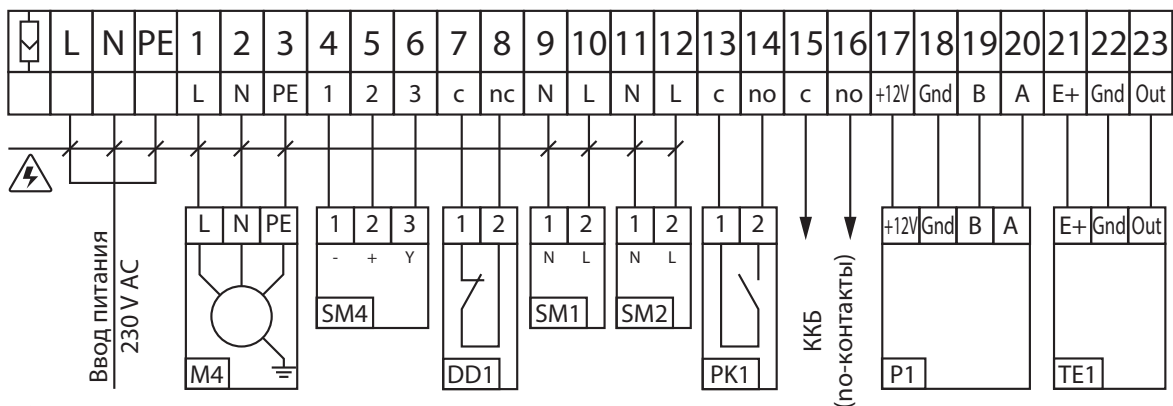 L N PE 1 2 3 4 5 6 7 8 9 10 11 12 13 14 15 16 17 18 19 20 21 22 23
L N PE 1 2 3 c nc N L N L c no c no +12V Gnd B A E+ Gnd Out
Ввод питания
230 V AC
L N PE
M4
1 2 3
- + Y
SM4
1 2
DD1
1 2
N L
SM1
1 2
N L
SM2
1 2
PK1
ККБ
(no-контакты)
+12V Gnd B A
P1
E+ Gnd Out
TE1